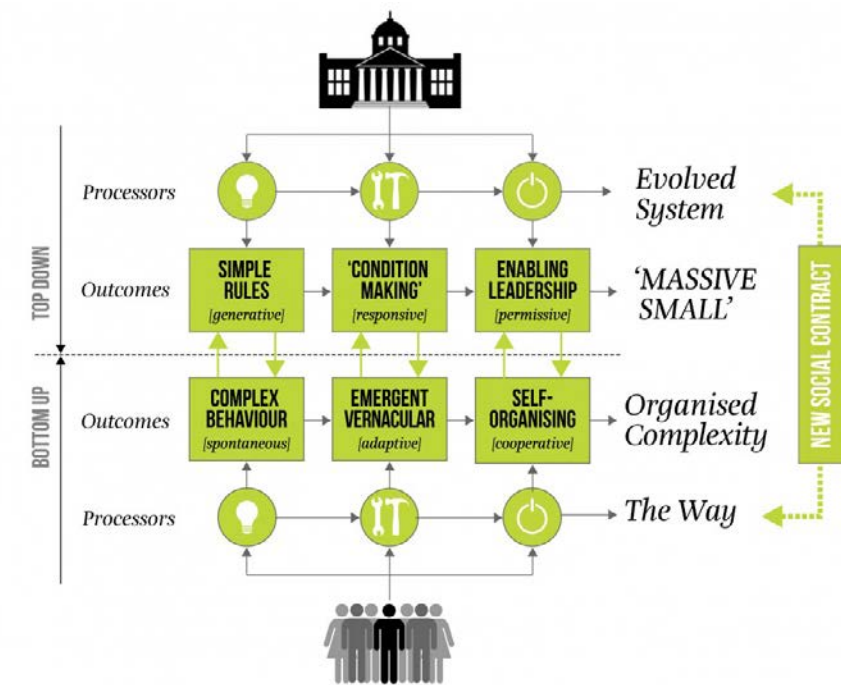 Processors
Evolved
System
TOP DOWN
Outcomes
SIMPLE
RULES
[generative]
'CONDITION
MAKING'
[responsive]
ENABLING
LEADERSHIP
[permissive]
'MASSIVE
SMALL'
NEW SOCIAL CONTRACT
BOTTOM UP
Outcomes
COMPLEX
BEHAVIOUR
[spontaneous]
EMERGENT
VERNACULAR
[adaptive]
SELF-
ORGANISING
[cooperative]
Organised
Complexity
Processors
The Way